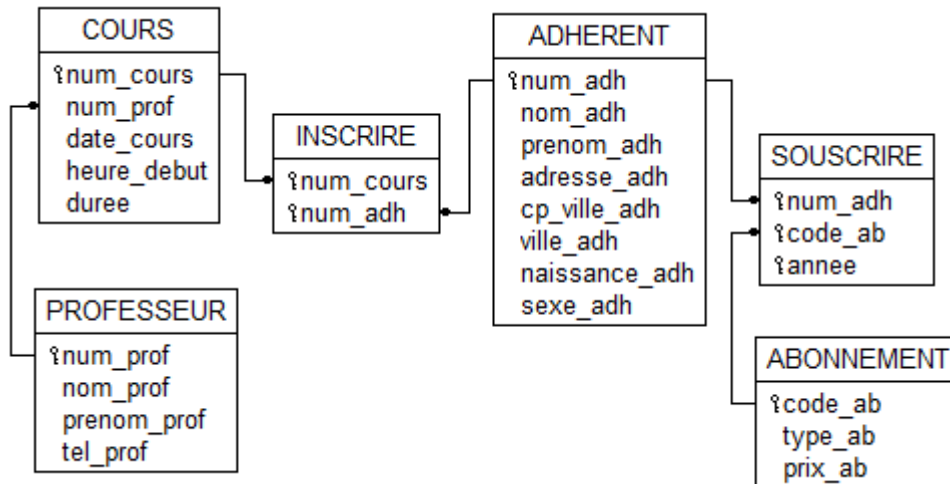 COURS
num_cours
num_prof
date_cours
heure_debut
duree
PROFESSEUR
num_prof
nom_prof
prenom_prof
tel_prof
INSCRIRE
num_cours
num_adh
ADHERENT
num_adh
nom_adh
prenom_adh
adresse_adh
cp_ville_adh
ville_adh
naissance_adh
sexe_adh
SOUSCRIRE
num_adh
code_ab
annee
ABONNEMENT
code_ab
type_ab
prix_ab